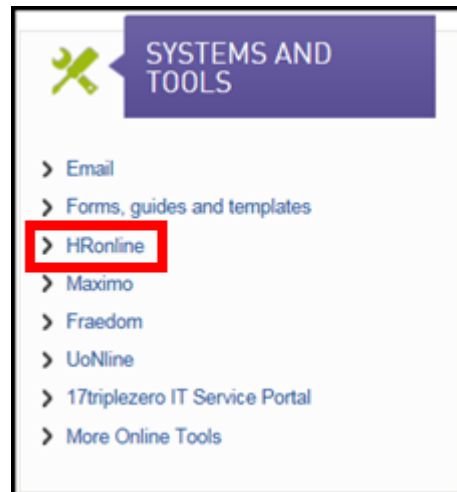 SYSTEMS AND
TOOLS
Email
Forms, guides and templates
HRonline
Maximo
Fraedom
UoNline
17triplezero IT Service Portal
More Online Tools